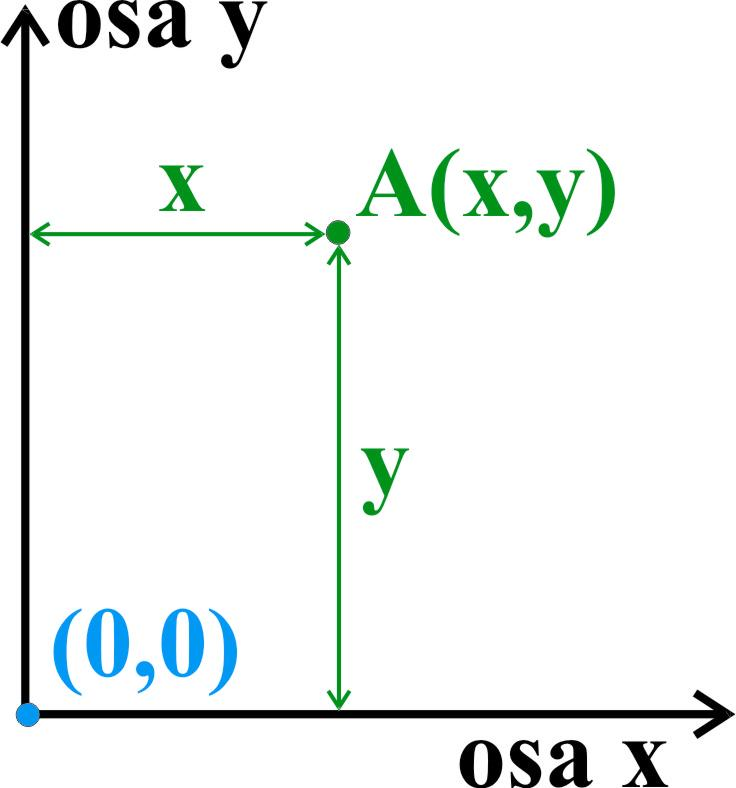 osa y
x
A(x,y)
y
(0,0)
osa x